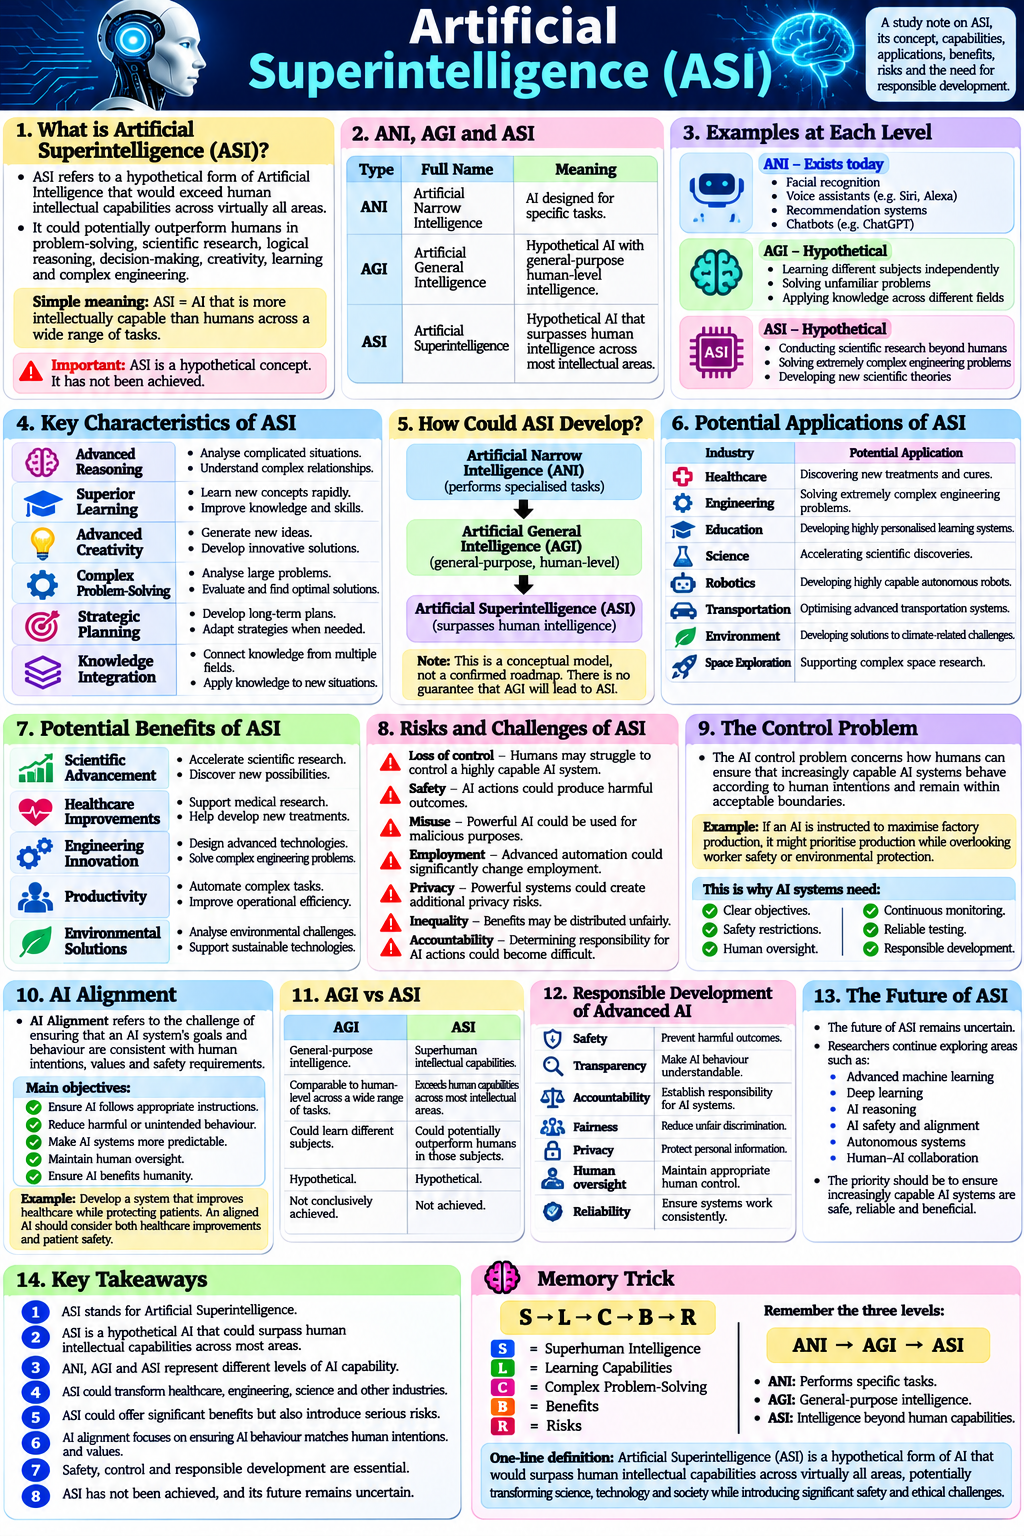 Artificial
Superintelligence (ASI)
A study note on ASI,
its concept, capabilities,
applications, benefits,
risks and the need for
responsible development.
1. What is Artificial
Superintelligence (ASI)?
• ASI refers to a hypothetical form of Artificial
Intelligence that would exceed human
intellectual capabilities across virtually all areas.
• It could potentially outperform humans in
problem-solving, scientific research, logical
reasoning, decision-making, creativity, learning
and complex engineering.
Simple meaning: ASI = AI that is more
intellectually capable than humans across a
wide range of tasks.
Important: ASI is a hypothetical concept.
It has not been achieved.
2. ANI, AGI and ASI
Type Full Name Meaning
ANI
Artificial
Narrow
Intelligence
AI designed for
specific tasks.
AGI
Artificial
General
Intelligence
Hypothetical AI with
general-purpose
human-level
intelligence.
ASI
Artificial
Superintelligence
Hypothetical AI that
surpasses human
intelligence across
most intellectual areas.
3. Examples at Each Level
ANI – Exists today
• Facial recognition
• Voice assistants (e.g. Siri, Alexa)
• Recommendation systems
• Chatbots (e.g. ChatGPT)
AGI – Hypothetical
• Learning different subjects independently
• Solving unfamiliar problems
• Applying knowledge across different fields
ASI
ASI – Hypothetical
• Conducting scientific research beyond humans
• Solving extremely complex engineering problems
• Developing new scientific theories
4. Key Characteristics of ASI
Advanced
Reasoning
• Analyse complicated situations.
• Understand complex relationships.
Superior
Learning
• Learn new concepts rapidly.
• Improve knowledge and skills.
Advanced
Creativity
• Generate new ideas.
• Develop innovative solutions.
Complex
Problem-Solving
• Analyse large problems.
• Evaluate and find optimal solutions.
Strategic
Planning
• Develop long-term plans.
• Adapt strategies when needed.
Knowledge
Integration
• Connect knowledge from multiple
fields.
• Apply knowledge to new situations.
5. How Could ASI Develop?
Artificial Narrow
Intelligence (ANI)
(performs specialised tasks)
Artificial General
Intelligence (AGI)
(general-purpose, human-level)
Artificial Superintelligence (ASI)
(surpasses human intelligence)
Note: This is a conceptual model,
not a confirmed roadmap. There is no
guarantee that AGI will lead to ASI.
6. Potential Applications of ASI
Industry Potential Application
Healthcare Discovering new treatments and cures.
Engineering Solving extremely complex engineering
problems.
Education Developing highly personalised learning systems.
Science Accelerating scientific discoveries.
Robotics Developing highly capable autonomous robots.
Transportation Optimising advanced transportation systems.
Environment Developing solutions to climate-related challenges.
Space Exploration Supporting complex space research.
7. Potential Benefits of ASI
Scientific
Advancement
• Accelerate scientific research.
• Discover new possibilities.
Healthcare
Improvements
• Support medical research.
• Help develop new treatments.
Engineering
Innovation
• Design advanced technologies.
• Solve complex engineering problems.
Productivity
• Automate complex tasks.
• Improve operational efficiency.
Environmental
Solutions
• Analyse environmental challenges.
• Support sustainable technologies.
8. Risks and Challenges of ASI
Loss of control – Humans may struggle to
control a highly capable AI system.
Safety – AI actions could produce harmful
outcomes.
Misuse – Powerful AI could be used for
malicious purposes.
Employment – Advanced automation could
significantly change employment.
Privacy – Powerful systems could create
additional privacy risks.
Inequality – Benefits may be distributed unfairly.
Accountability – Determining responsibility for
AI actions could become difficult.
9. The Control Problem
• The AI control problem concerns how humans can
ensure that increasingly capable AI systems behave
according to human intentions and remain within
acceptable boundaries.
Example: If an AI is instructed to maximise factory
production, it might prioritise production while overlooking
worker safety or environmental protection.
This is why AI systems need:
Clear objectives.
Safety restrictions.
Human oversight.
Continuous monitoring.
Reliable testing.
Responsible development.
10. AI Alignment
• AI Alignment refers to the challenge of
ensuring that an AI system's goals and
behaviour are consistent with human
intentions, values and safety requirements.
Main objectives:
Ensure AI follows appropriate instructions.
Reduce harmful or unintended behaviour.
Make AI systems more predictable.
Maintain human oversight.
Ensure AI benefits humanity.
Example: Develop a system that improves
healthcare while protecting patients. An aligned
AI should consider both healthcare improvements
and patient safety.
11. AGI vs ASI
AGI ASI
General-purpose
intelligence.
Superhuman
intellectual capabilities.
Comparable to human-
level across a wide range
of tasks.
Exceeds human capabilities
across most intellectual
areas.
Could learn different
subjects.
Could potentially
outperform humans
in those subjects.
Hypothetical. Hypothetical.
Not conclusively
achieved.
Not achieved.
12. Responsible Development
of Advanced AI
Safety Prevent harmful outcomes.
Transparency Make AI behaviour
understandable.
Accountability Establish responsibility
for AI systems.
Fairness Reduce unfair discrimination.
Privacy Protect personal information.
Human
oversight
Maintain appropriate
human control.
Reliability Ensure systems work
consistently.
13. The Future of ASI
• The future of ASI remains uncertain.
• Researchers continue exploring areas
such as:
• Advanced machine learning
• Deep learning
• AI reasoning
• AI safety and alignment
• Autonomous systems
• Human–AI collaboration
• The priority should be to ensure
increasingly capable AI systems are
safe, reliable and beneficial.
14. Key Takeaways
1 ASI stands for Artificial Superintelligence.
2 ASI is a hypothetical AI that could surpass human
intellectual capabilities across most areas.
3 ANI, AGI and ASI represent different levels of AI capability.
4 ASI could transform healthcare, engineering, science and other industries.
5 ASI could offer significant benefits but also introduce serious risks.
6 AI alignment focuses on ensuring AI behaviour matches human intentions.
and values.
7 Safety, control and responsible development are essential.
8 ASI has not been achieved, and its future remains uncertain.
Memory Trick
S → L → C → B → R
S = Superhuman Intelligence
L = Learning Capabilities
C = Complex Problem-Solving
B = Benefits
R = Risks
Remember the three levels:
ANI → AGI → ASI
• ANI: Performs specific tasks.
• AGI: General-purpose intelligence.
• ASI: Intelligence beyond human capabilities.
One-line definition: Artificial Superintelligence (ASI) is a hypothetical form of AI that
would surpass human intellectual capabilities across virtually all areas, potentially
transforming science, technology and society while introducing significant safety and ethical challenges.